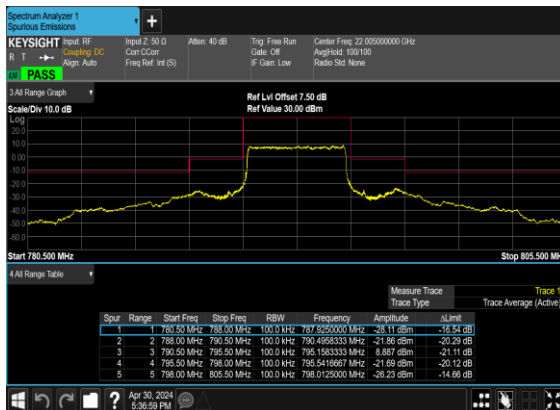 Spectrum Analyzer 1
Spurious Emissions
KEYSIGHT Input: RF Input Z: 50 Ω Atten: 40 dB Trig: Free Run Center Freq: 22.005000000 GHz
R T Coupling: DC Corr CCorr Gate: Off Avg|Hold: 100/100
Align: Auto Freq Ref: Int (S) IF Gain: Low Radio Std: None
PASS
3 All Range Graph
Scale/Div 10.0 dB
Ref Lvl Offset 7.50 dB
Ref Value 30.00 dBm
Log
20.0
10.0
0.00
-10.0
-20.0
-30.0
-40.0
-50.0
-60.0
Start 780.500 MHz Stop 805.500 MH
4 All Range Table
Measure Trace Trace 1
Trace Type Trace Average (Active)
Spur Range Start Freq Stop Freq RBW Frequency Amplitude ΔLimit
1 1 780.50 MHz 788.00 MHz 100.0 kHz 787.9250000 MHz -28.11 dBm -16.54 dB
2 2 788.00 MHz 790.50 MHz 100.0 kHz 790.4958333 MHz -21.86 dBm -20.29 dB
3 3 790.50 MHz 795.50 MHz 100.0 kHz 795.1583333 MHz 8.887 dBm -21.11 dB
4 4 795.50 MHz 798.00 MHz 100.0 kHz 795.5416667 MHz -21.69 dBm -20.12 dB
5 5 798.00 MHz 805.50 MHz 100.0 kHz 798.0125000 MHz -26.23 dBm -14.66 dB
Apr 30, 2024
5:36:59 PM